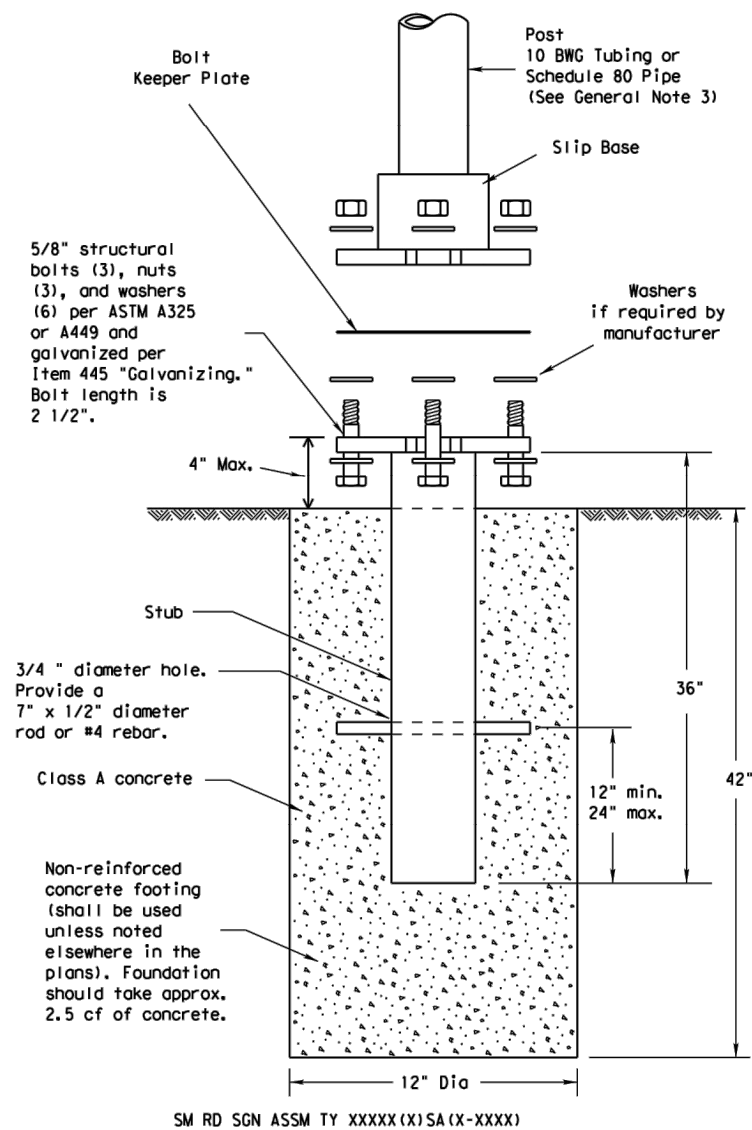 Post
10 BWG Tubing or
Schedule 80 Pipe
(See General Note 3)
Bolt
Keeper Plate
Slip Base
5/8" structural
bolts (3), nuts
(3), and washers
(6) per ASTM A325
or A449 and
galvanized per
Item 445 "Galvanizing."
Bolt length is
2 1/2".
Washers
if required by
manufacturer
4" Max.
Stub
3/4 " diameter hole.
Provide a
7" x 1/2" diameter
rod or #4 rebar.
36"
Class A concrete
12" min.
24" max.
42"
Non-reinforced
concrete footing
(shall be used
unless noted
elsewhere in the
plans). Foundation
should take approx.
2.5 cf of concrete.
12" Dia
SM RD SGN ASSM TY XXXXX(X)SA(X-XXXX)